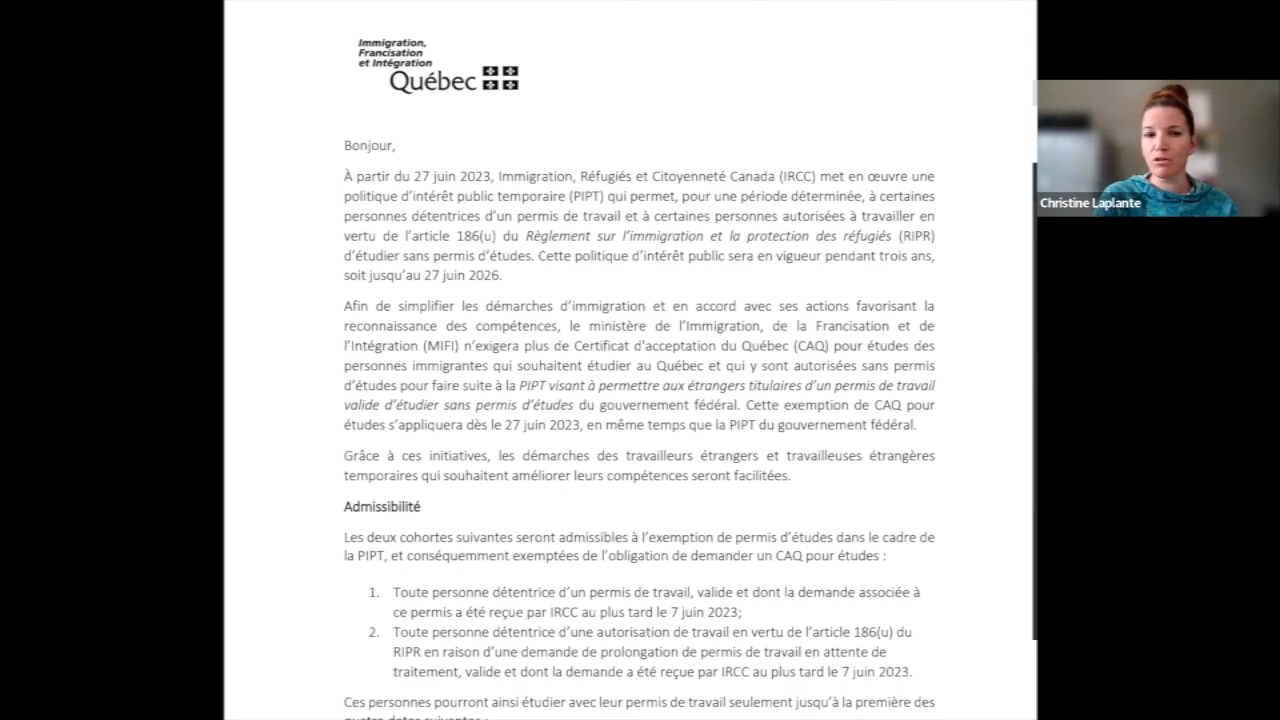 Immigration,
Francisation
et Intégration
Québec
Bonjour,
À partir du 27 juin 2023, Immigration, Réfugiés et Citoyenneté Canada (IRCC) met en œuvre une
politique d’intérêt public temporaire (PIPT) qui permet, pour une période déterminée, à certaines
personnes détentrices d’un permis de travail et à certaines personnes autorisées à travailler en
vertu de l’article 186(u) du Règlement sur l’immigration et la protection des réfugiés (RIPR)
d’étudier sans permis d’études. Cette politique d’intérêt public sera en vigueur pendant trois ans,
soit jusqu’au 27 juin 2026.
Afin de simplifier les démarches d’immigration et en accord avec ses actions favorisant la
reconnaissance des compétences, le ministère de l’Immigration, de la Francisation et de
l’Intégration (MIFI) n’exigera plus de Certificat d'acceptation du Québec (CAQ) pour études des
personnes immigrantes qui souhaitent étudier au Québec et qui y sont autorisées sans permis
d’études pour faire suite à la PIPT visant à permettre aux étrangers titulaires d’un permis de travail
valide d’étudier sans permis d’études du gouvernement fédéral. Cette exemption de CAQ pour
études s’appliquera dès le 27 juin 2023, en même temps que la PIPT du gouvernement fédéral.
Grâce à ces initiatives, les démarches des travailleurs étrangers et travailleuses étrangères
temporaires qui souhaitent améliorer leurs compétences seront facilitées.
Admissibilité
Les deux cohortes suivantes seront admissibles à l’exemption de permis d’études dans le cadre de
la PIPT, et conséquemment exemptées de l’obligation de demander un CAQ pour études :
1. Toute personne détentrice d’un permis de travail, valide et dont la demande associée à
ce permis a été reçue par IRCC au plus tard le 7 juin 2023;
2. Toute personne détentrice d’une autorisation de travail en vertu de l’article 186(u) du
RIPR en raison d’une demande de prolongation de permis de travail en attente de
traitement, valide et dont la demande a été reçue par IRCC au plus tard le 7 juin 2023.
Ces personnes pourront ainsi étudier avec leur permis de travail seulement jusqu’à la première des
quatre dates suivantes :
Christine Laplante